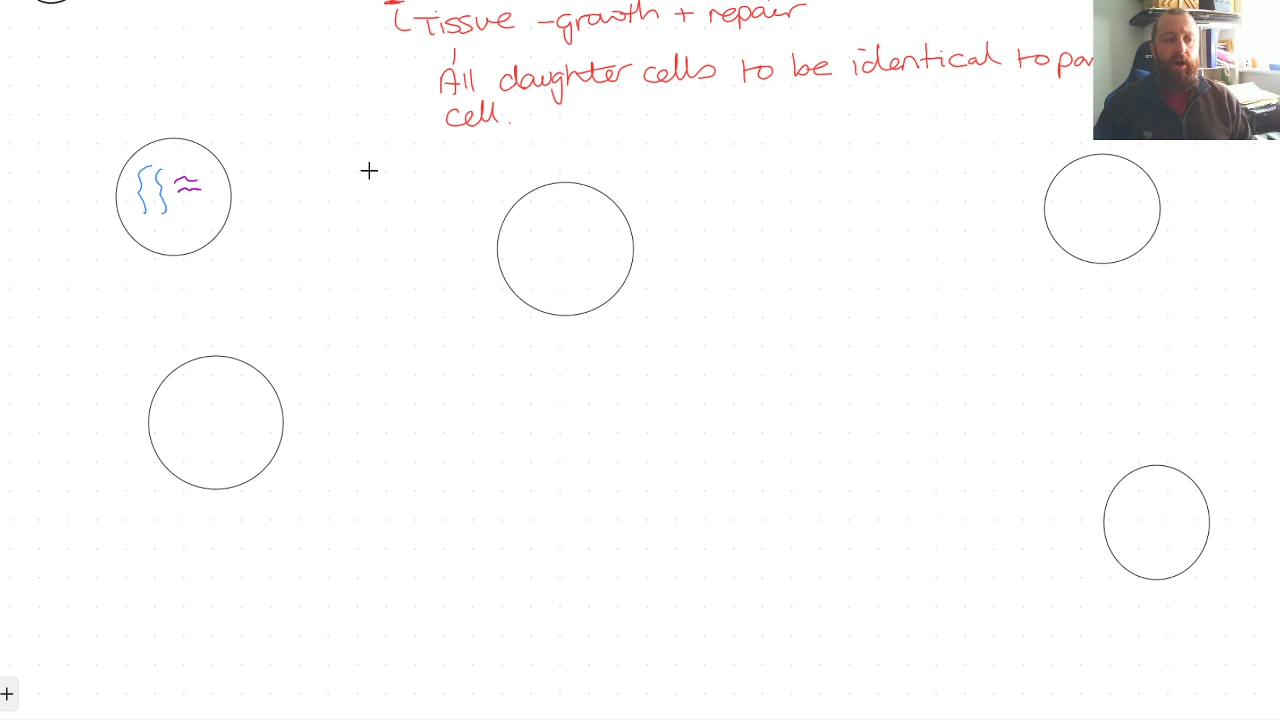 Tissue - growth + repair
All daughter cells to be identical to par
cell.